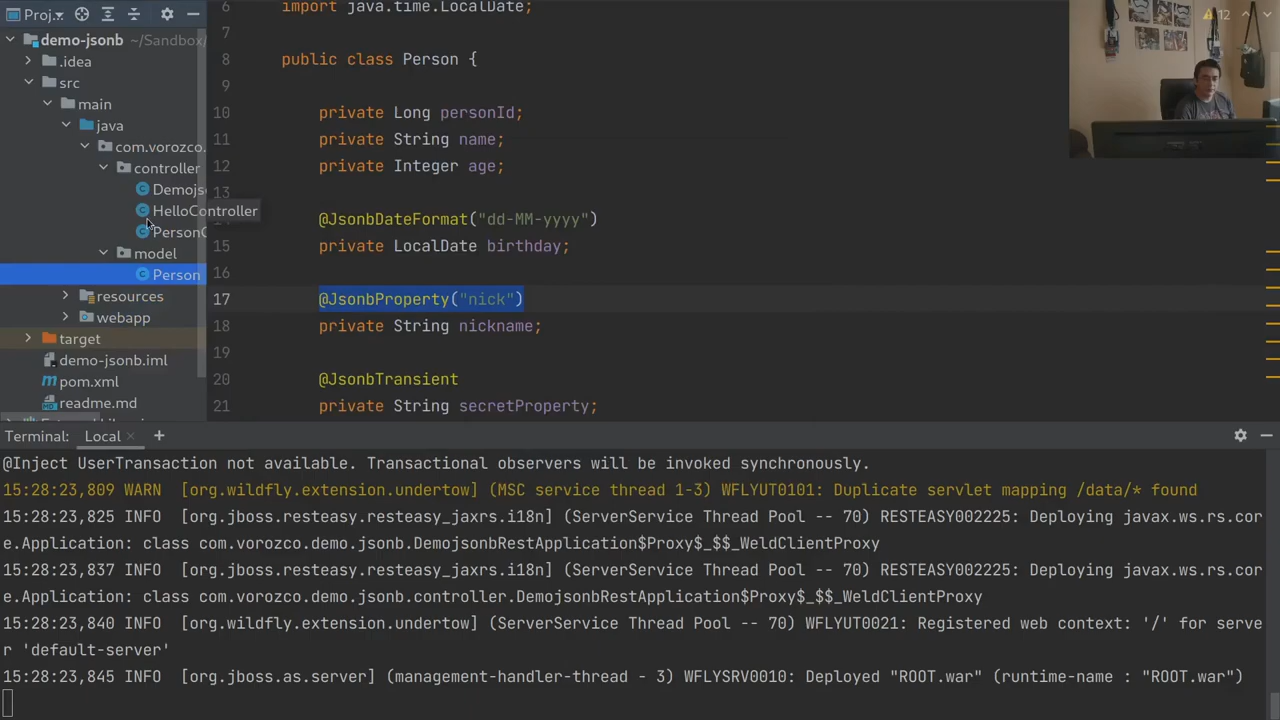 Proj...
demo-jsonb ~/Sandbox/
.idea
src
main
java
com.vorozco.
controller
Demojs
HelloController
PersonC
model
Person
resources
webapp
target
demo-jsonb.iml
pom.xml
readme.md
6 import java.time.LocalDate;
7
8 public class Person {
9
10 private Long personId;
11 private String name;
12 private Integer age;
13
@JsonbDateFormat("dd-MM-yyyy")
15 private LocalDate birthday;
16
17 @JsonbProperty("nick")
18 private String nickname;
19
20 @JsonbTransient
21 private String secretProperty;
12
Terminal: Local
@Inject UserTransaction not available. Transactional observers will be invoked synchronously.
15:28:23,809 WARN [org.wildfly.extension.undertow] (MSC service thread 1-3) WFLYUT0101: Duplicate servlet mapping /data/* found
15:28:23,825 INFO [org.jboss.resteasy.resteasy_jaxrs.i18n] (ServerService Thread Pool -- 70) RESTEASY002225: Deploying javax.ws.rs.cor
e.Application: class com.vorozco.demo.jsonb.DemojsonbRestApplication$Proxy$_$$_WeldClientProxy
15:28:23,837 INFO [org.jboss.resteasy.resteasy_jaxrs.i18n] (ServerService Thread Pool -- 70) RESTEASY002225: Deploying javax.ws.rs.cor
e.Application: class com.vorozco.demo.jsonb.controller.DemojsonbRestApplication$Proxy$_$$_WeldClientProxy
15:28:23,840 INFO [org.wildfly.extension.undertow] (ServerService Thread Pool -- 70) WFLYUT0021: Registered web context: '/' for serve
r 'default-server'
15:28:23,845 INFO [org.jboss.as.server] (management-handler-thread - 3) WFLYSRV0010: Deployed "ROOT.war" (runtime-name : "ROOT.war")